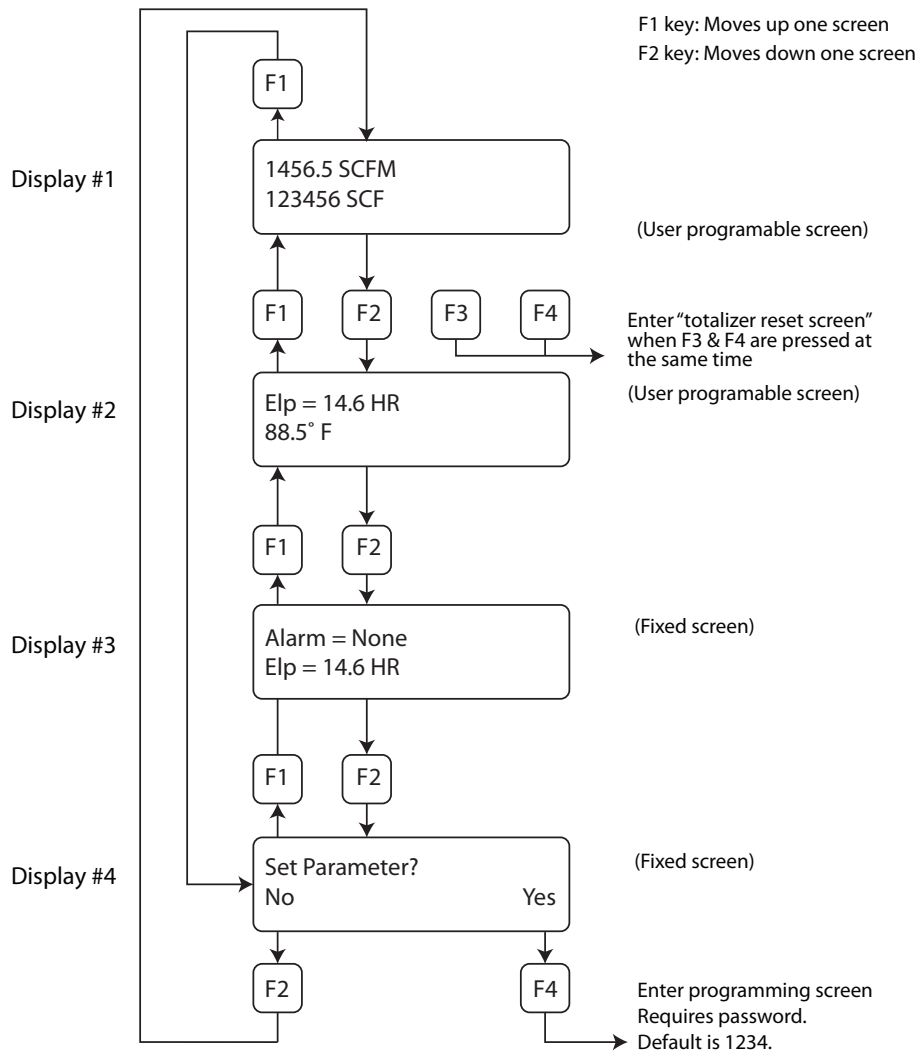 F1 key: Moves up one screen
F2 key: Moves down one screen
F1
Display #1
1456.5 SCFM
123456 SCF
(User programable screen)
F1
F2
F3
F4
Enter “totalizer reset screen”
when F3 & F4 are pressed at
the same time
(User programable screen)
Display #2
Elp = 14.6 HR
88.5° F
F1
F2
Display #3
Alarm = None
Elp = 14.6 HR
(Fixed screen)
F1
F2
Display #4
Set Parameter?
No Yes
(Fixed screen)
F2
F4
Enter programming screen
Requires password.
Default is 1234.